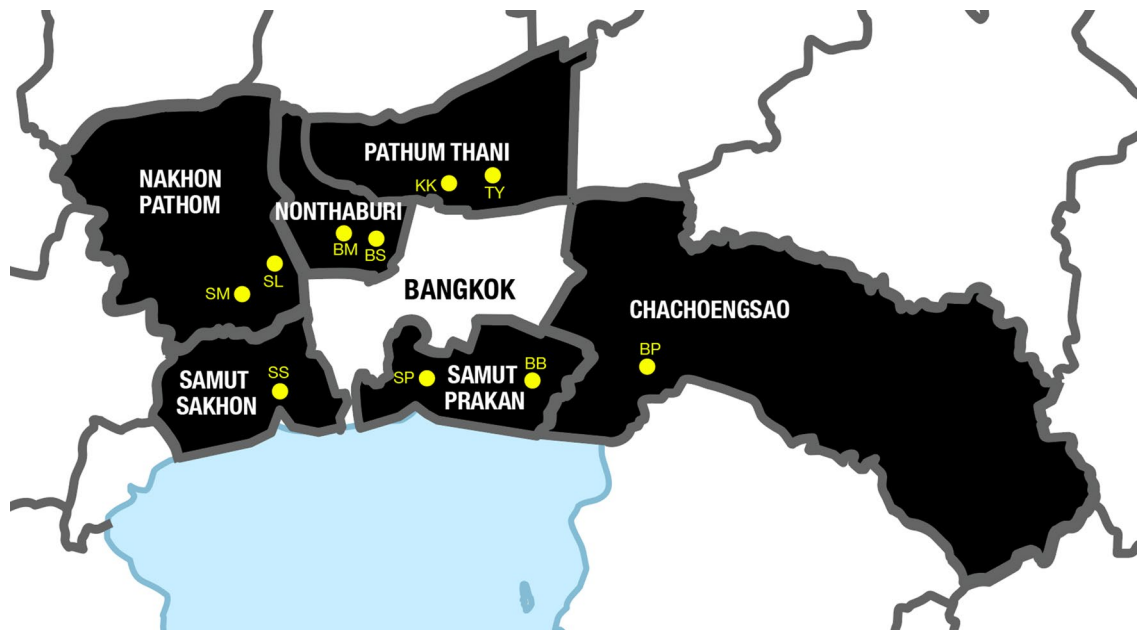 PATHUM THANI
KK
TY
NAKHON
PATHOM
NONTHABURI
BM
BS
SL
SM
BANGKOK
CHACHOENGSAO
SAMUT
SAKHON
SS
SP
SAMUT
PRAKAN
BB
BP